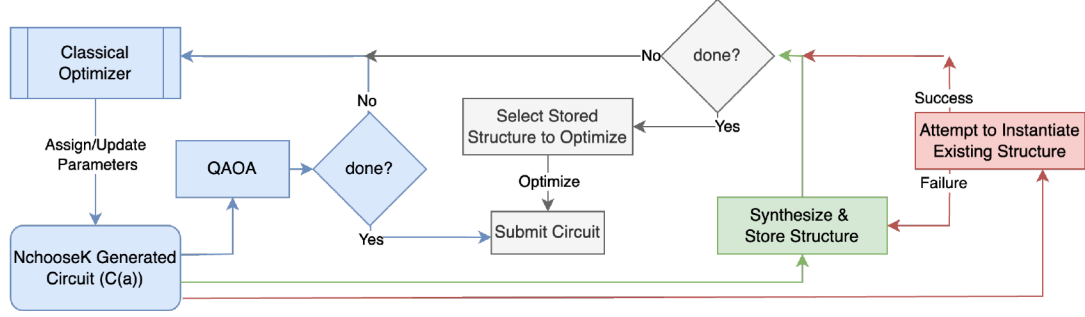 Classical
Optimizer
Assign/Update
Parameters
NchooseK Generated
Circuit (C(a))
QAOA
No
done?
Yes
Select Stored
Structure to Optimize
Optimize
Submit Circuit
No
done?
Yes
Success
Attempt to Instantiate
Existing Structure
Failure
Synthesize &
Store Structure